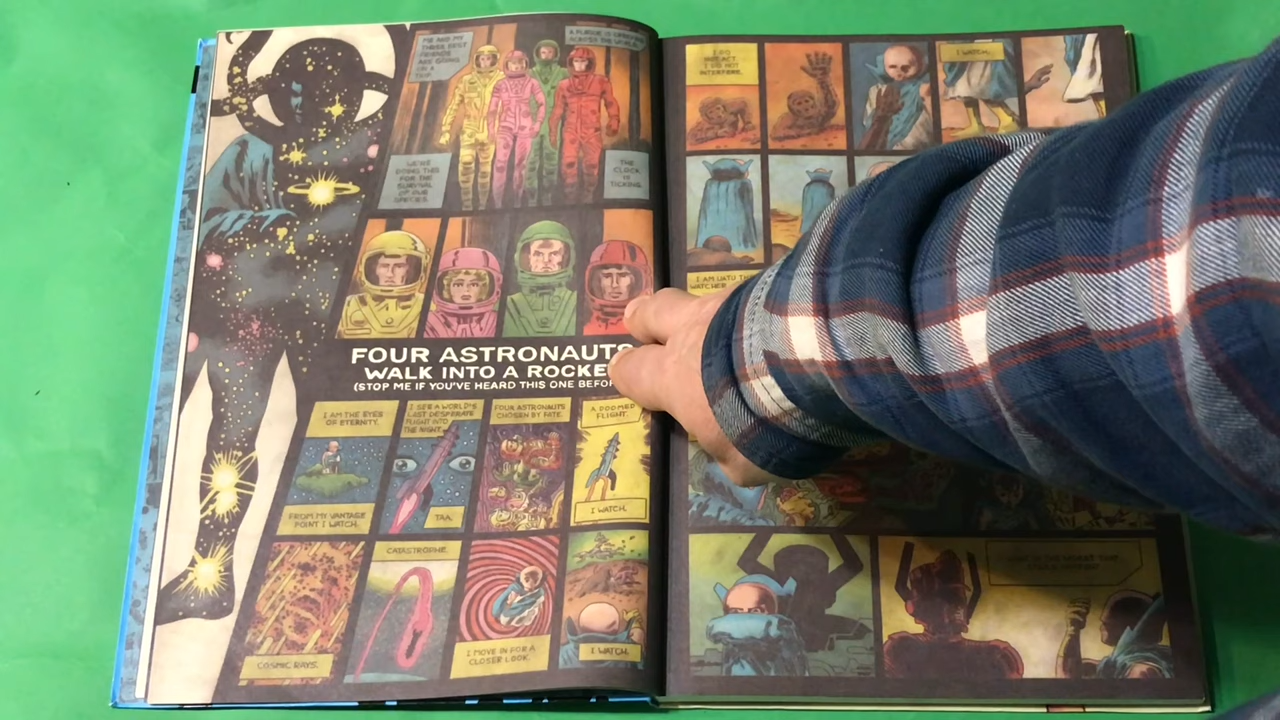 ME AND MY
THREE BEST
FRIENDS
ARE GOING
ON A
TRIP.
A PLAGUE IS
ACROSS THE WORLD.
WE'RE
DOING THIS
FOR THE
SURVIVAL
OF OUR
SPECIES.
THE
CLOCK
IS
TICKING.
FOUR ASTRONAUTS
WALK INTO A ROCKE
(STOP ME IF YOU'VE HEARD THIS ONE BEFOR
I AM THE EYES
OF ETERNITY.
FROM MY VANTAGE
POINT I WATCH.
I SEE A WORLD'S
LAST DESPERATE
FLIGHT INTO
THE NIGHT.
TAA.
FOUR ASTRONAUTS
CHOSEN BY FATE.
A DOOMED
FLIGHT.
I WATCH.
COSMIC RAYS.
CATASTROPHE.
I MOVE IN FOR A
CLOSER LOOK.
I WATCH.
I DO
NOT ACT.
I DO NOT
INTERFERE.
I WATCH.
I AM UATU THE
WATCHER